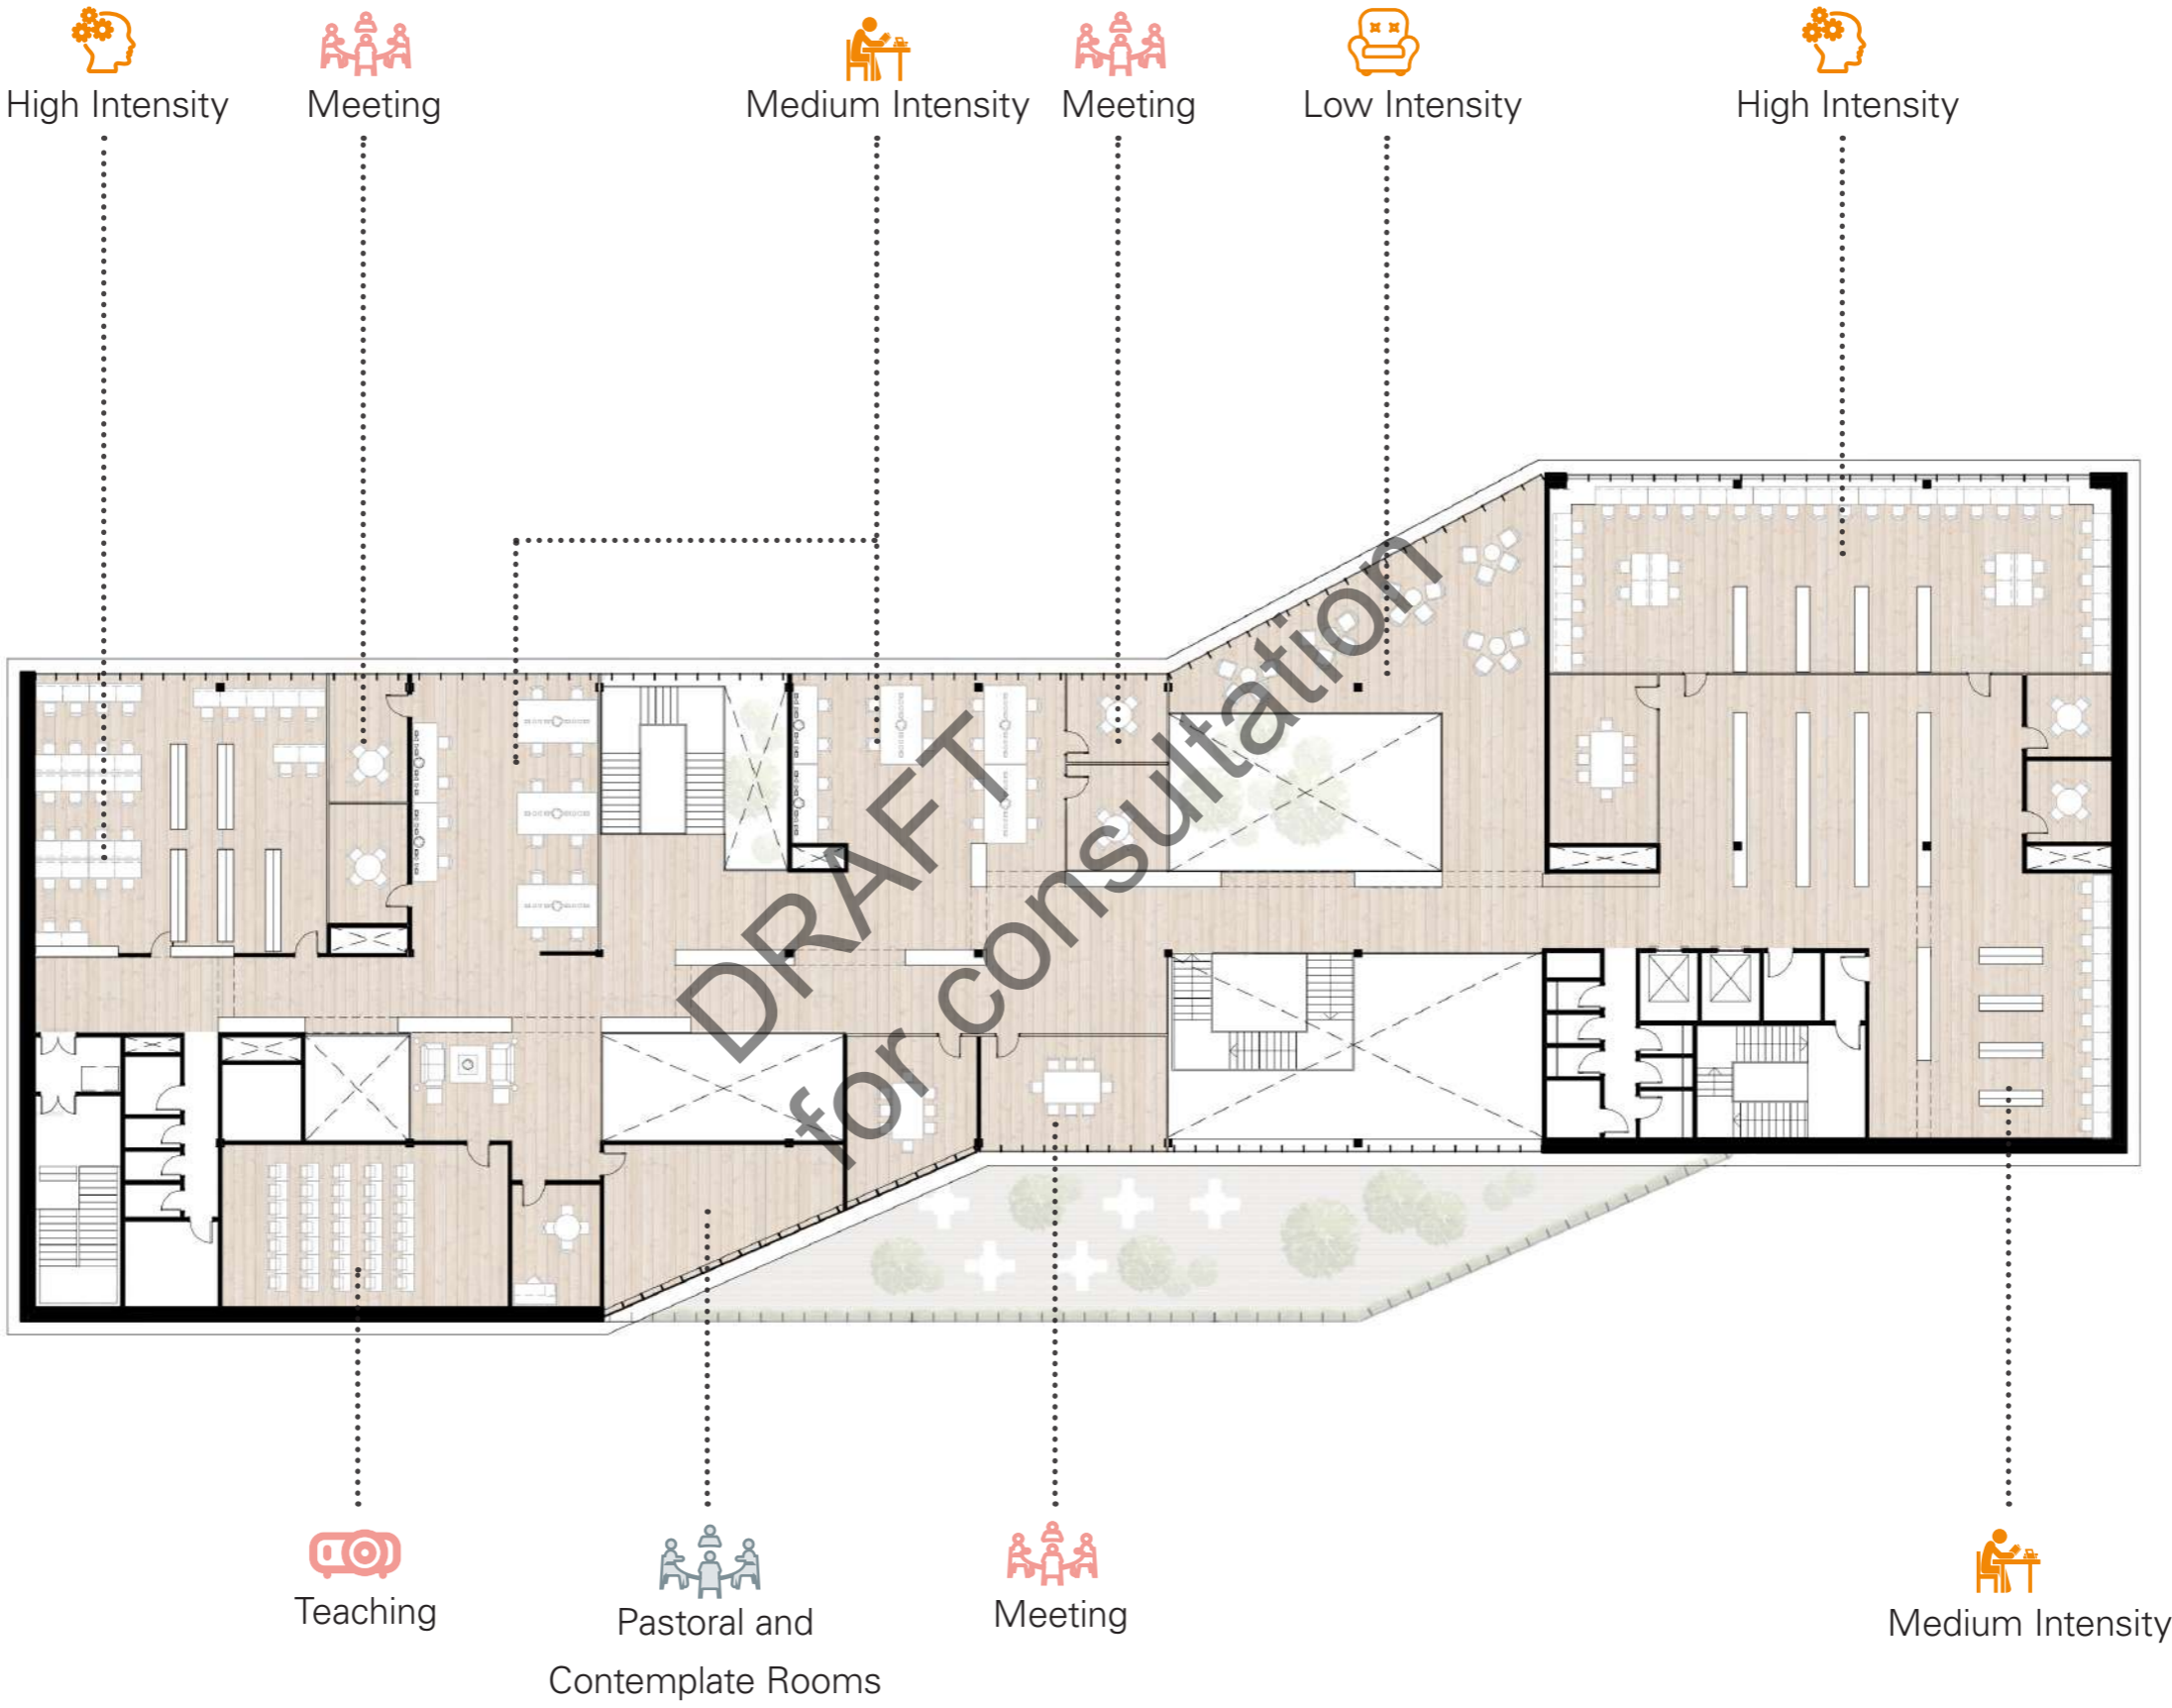 High Intensity
Meeting
Medium Intensity
Meeting
Low Intensity
High Intensity
DRAFT
for consultation
Teaching
Pastoral and
Contemplate Rooms
Meeting
Medium Intensity